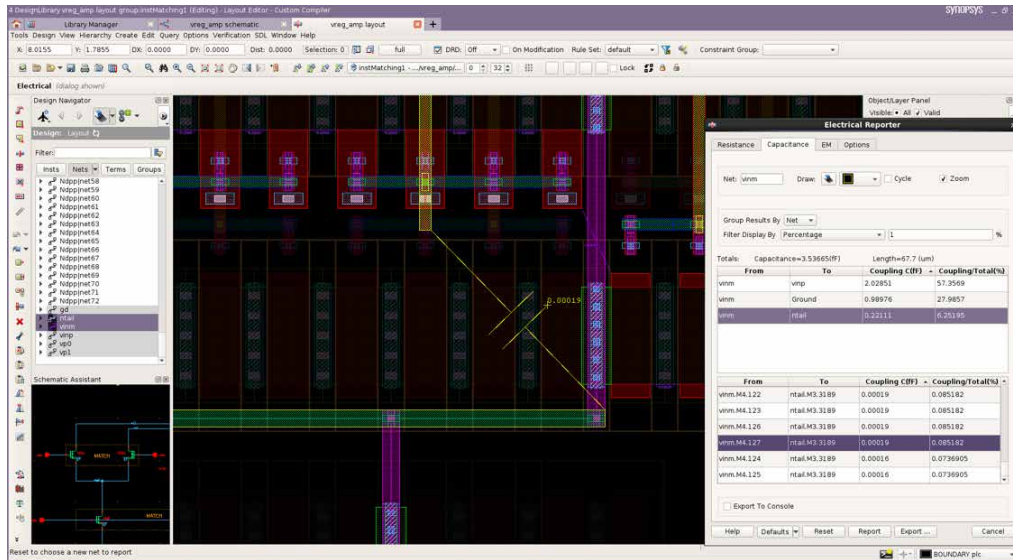 4 DesignLibrary vreg_amp layout group:instMatching1 (Editing) - Layout Editor - Custom Compiler
SYNOPSYS
Library Manager
vreg_amp schematic
vreg_amp layout
Tools Design View Hierarchy Create Edit Query Options Verification SDL Window Help
X: 8.0155 Y: 1.7855 DX: 0.0000 DY: 0.0000 Dist: 0.0000 Selection: 0 full DRD: Off On Modification Rule Set: default Constraint Group:
instMatching1 - .../vreg_amp/... 0 32 Lock
Electrical (dialog shown)
Design Navigator
Design: Layout
Filter:
Insts Nets Terms Groups
Ndpp|net58
Ndpp|net59
Ndpp|net60
Ndpp|net61
Ndpp|net62
Ndpp|net63
Ndpp|net64
Ndpp|net65
Ndpp|net66
Ndpp|net67
Ndpp|net68
Ndpp|net69
Ndpp|net70
Ndpp|net71
Ndpp|net72
gd
ntail
vinm
vinp
vp0
vp1
Schematic Assistant
MATCH
MATCH
0.00019
Object/Layer Panel
Visible: All Valid
Electrical Reporter
Resistance Capacitance EM Options
Net: vinm Draw: Cycle Zoom
Group Results By Net
Filter Display By Percentage 1 %
Totals: Capacitance=3.53665(fF) Length=67.7 (um)
From To Coupling C(fF) Coupling/Total(%)
vinm vinp 2.02851 57.3569
vinm Ground 0.98976 27.9857
vinm ntail 0.22111 6.25195
From To Coupling C(fF) Coupling/Total(%)
vinm.M4.122 ntail.M3.3189 0.00019 0.085182
vinm.M4.123 ntail.M3.3189 0.00019 0.085182
vinm.M4.126 ntail.M3.3189 0.00019 0.085182
vinm.M4.127 ntail.M3.3189 0.00019 0.085182
vinm.M4.124 ntail.M3.3189 0.00016 0.0736905
vinm.M4.125 ntail.M3.3189 0.00016 0.0736905
Export To Console
Help Defaults Reset Report Export ... Cancel
Reset to choose a new net to report
BOUNDARY plc